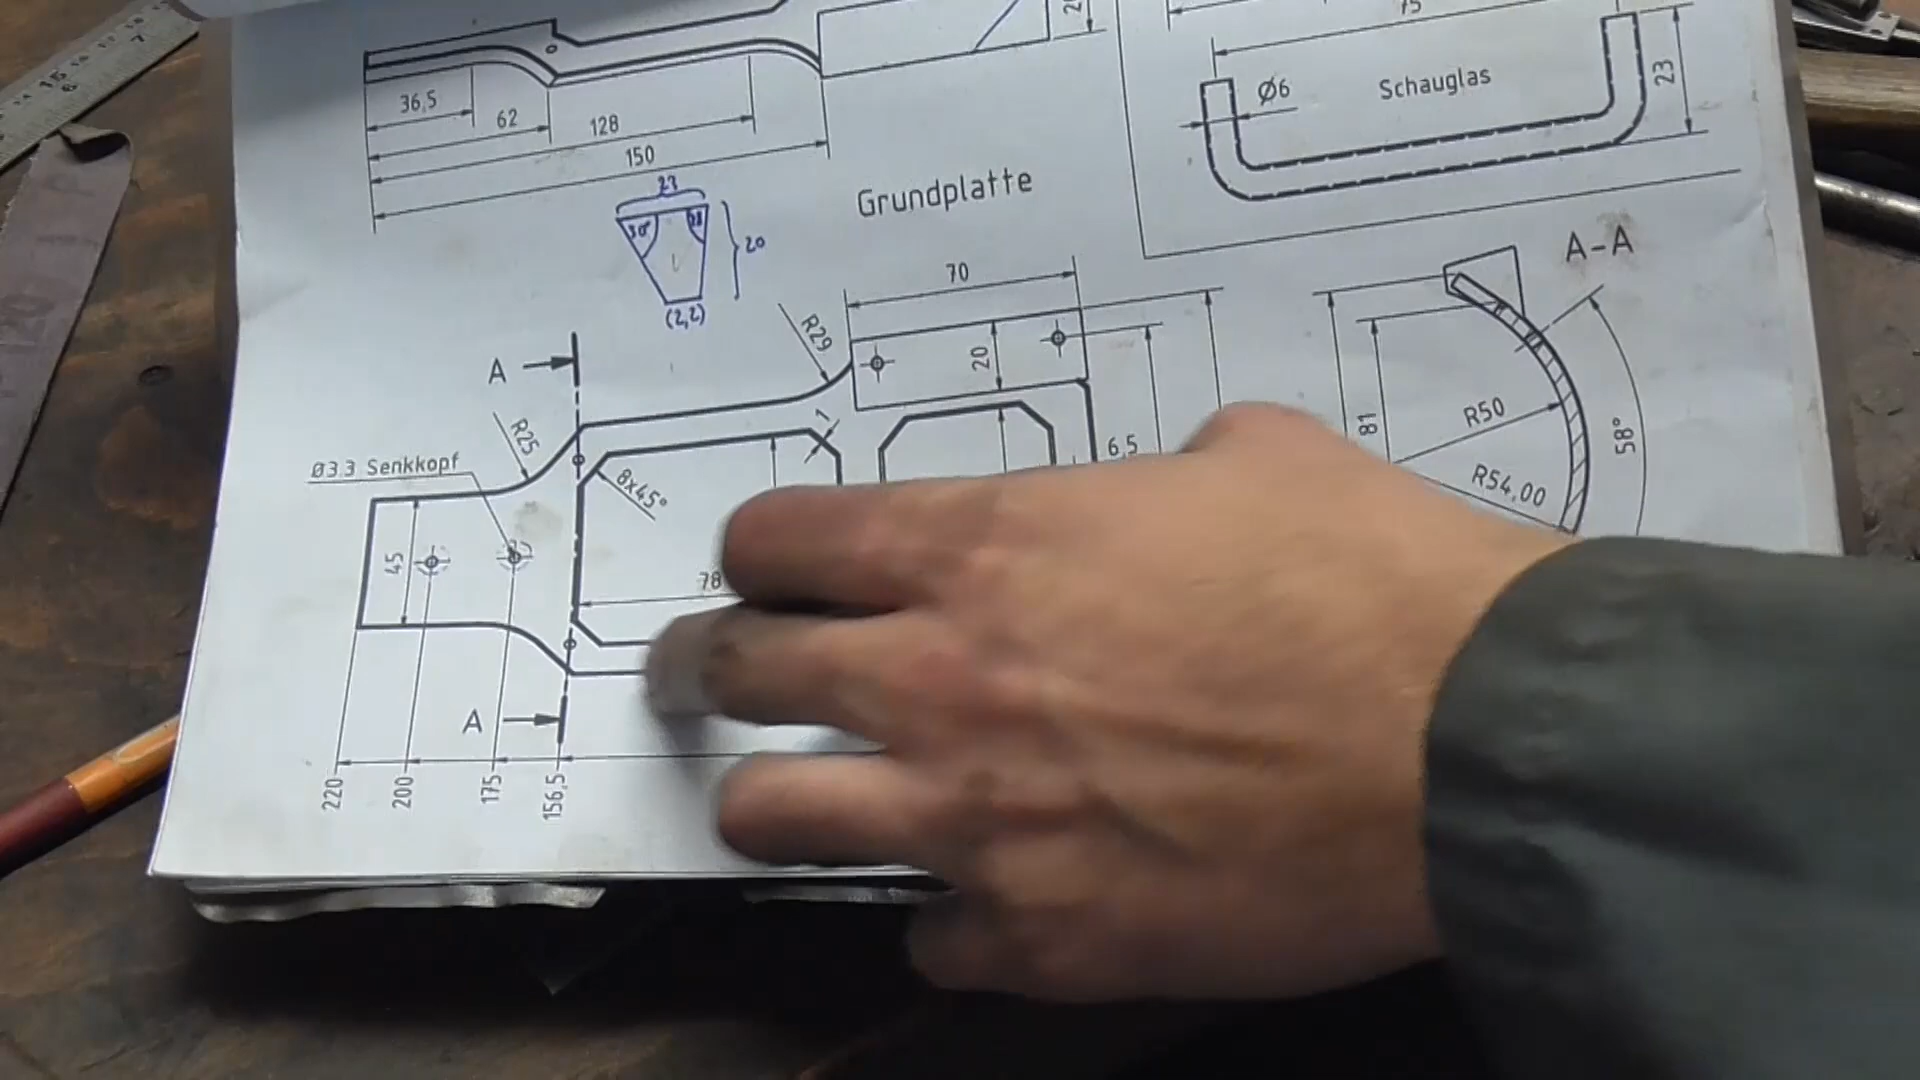 75
Ø6
Schauglas
23
36,5
62
128
150
Grundplatte
23
30°
20
(2,2)
A-A
70
R29
A
20
R25
1
81
R50
58°
6,5
Ø3.3 Senkkopf
8x45°
R54,00
45
78
A
220
200
175
156,5